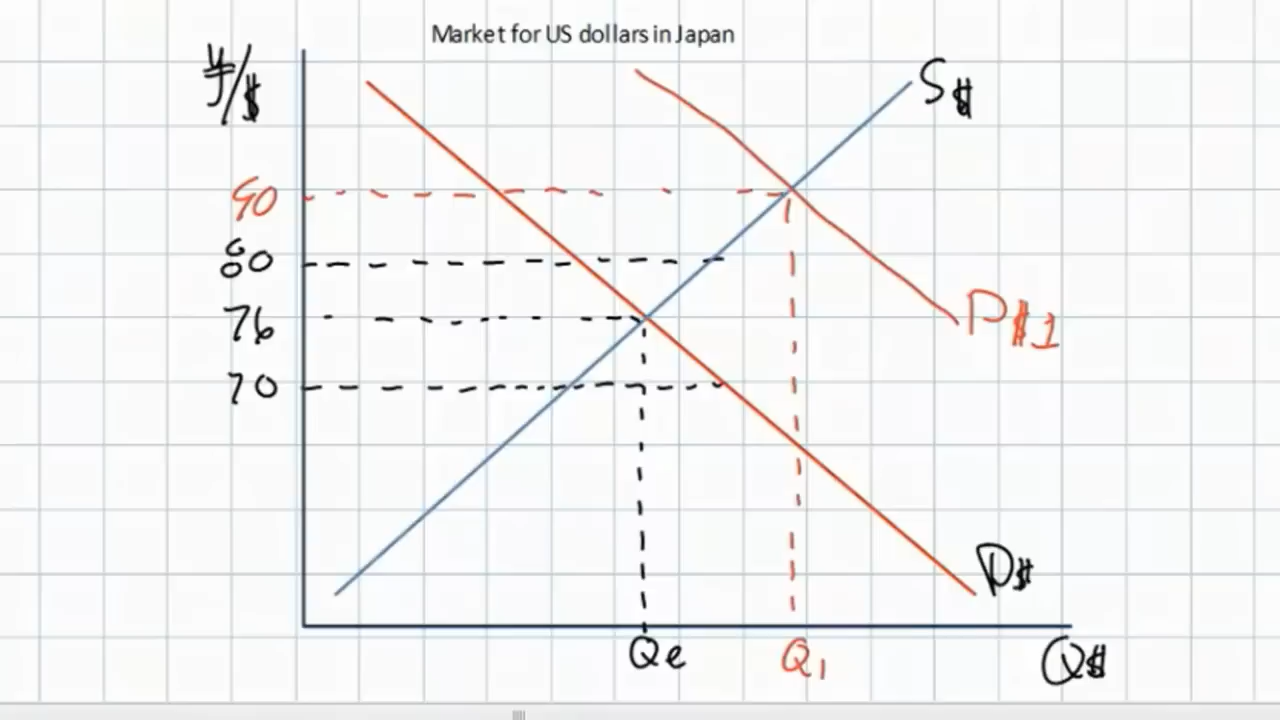 Market for US dollars in Japan
¥/$
S$
90
80
76
70
D$1
D$
Qe
Q1
Q$